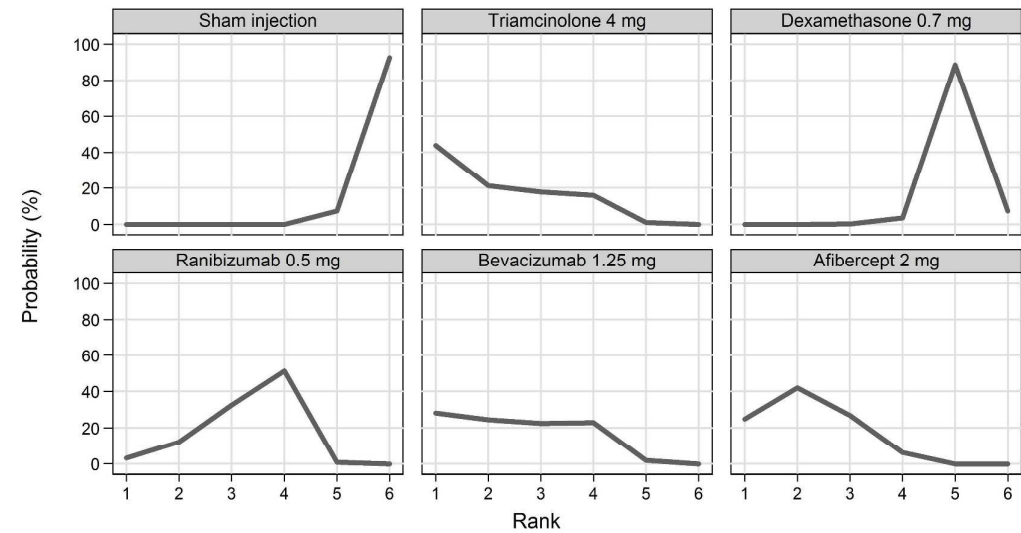 Sham injection Triamcinolone 4 mg Dexamethasone 0.7 mg
100
80
60
40
20
0
Ranibizumab 0.5 mg Bevacizumab 1.25 mg Afibercept 2 mg
100
80
60
40
20
0
1 2 3 4 5 6 1 2 3 4 5 6 1 2 3 4 5 6
Rank
Probability (%)